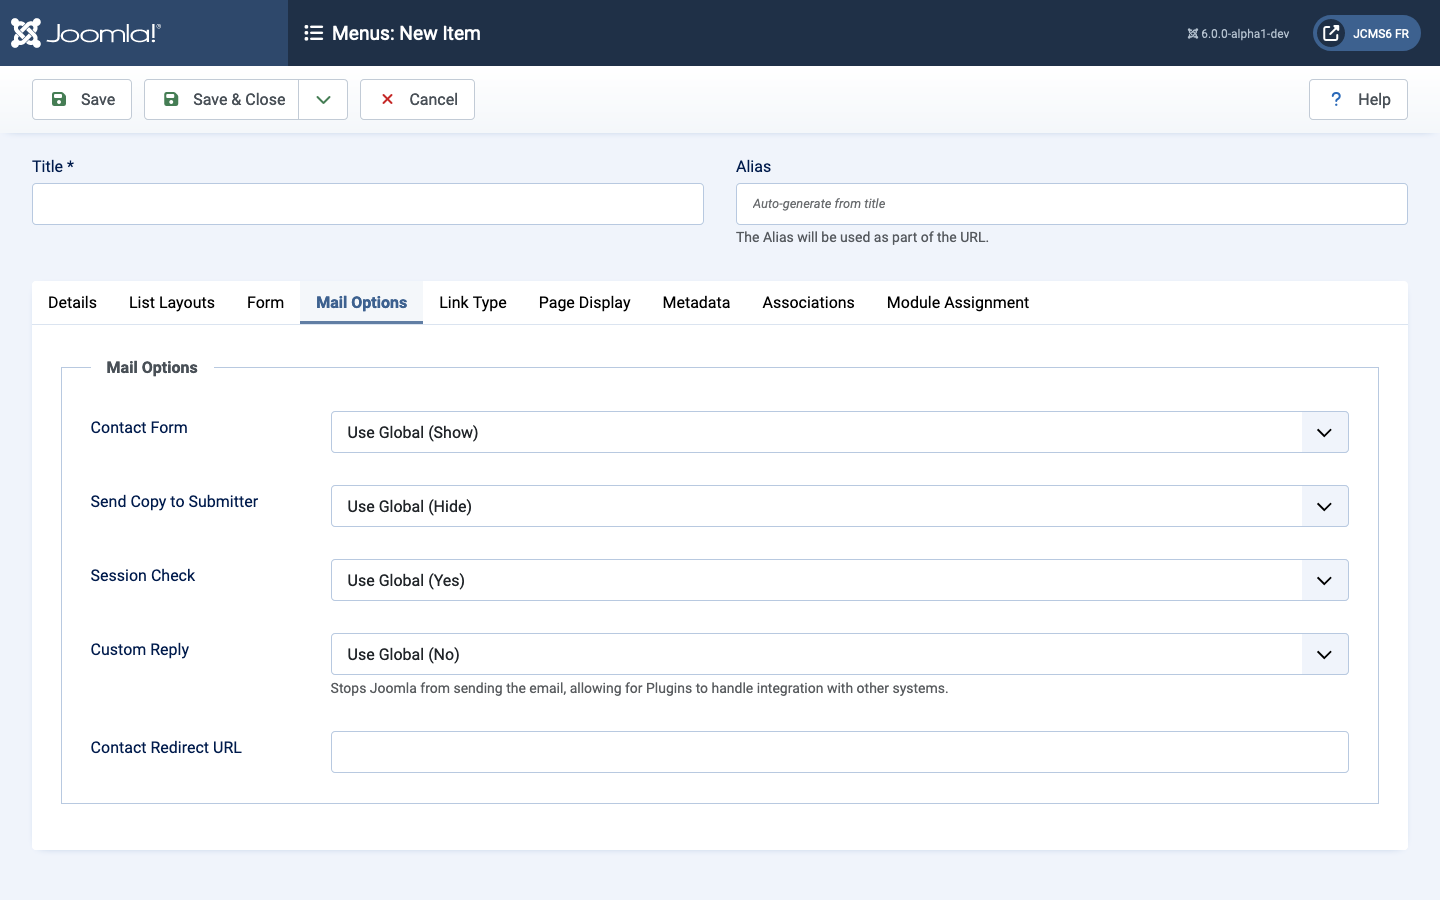 Joomla!®
Menus: New Item
6.0.0-alpha1-dev
JCMS6 FR
Save
Save & Close
Cancel
? Help
Title *
Alias
Auto-generate from title
The Alias will be used as part of the URL.
Details List Layouts Form Mail Options Link Type Page Display Metadata Associations Module Assignment
Mail Options
Contact Form
Use Global (Show)
Send Copy to Submitter
Use Global (Hide)
Session Check
Use Global (Yes)
Custom Reply
Use Global (No)
Stops Joomla from sending the email, allowing for Plugins to handle integration with other systems.
Contact Redirect URL